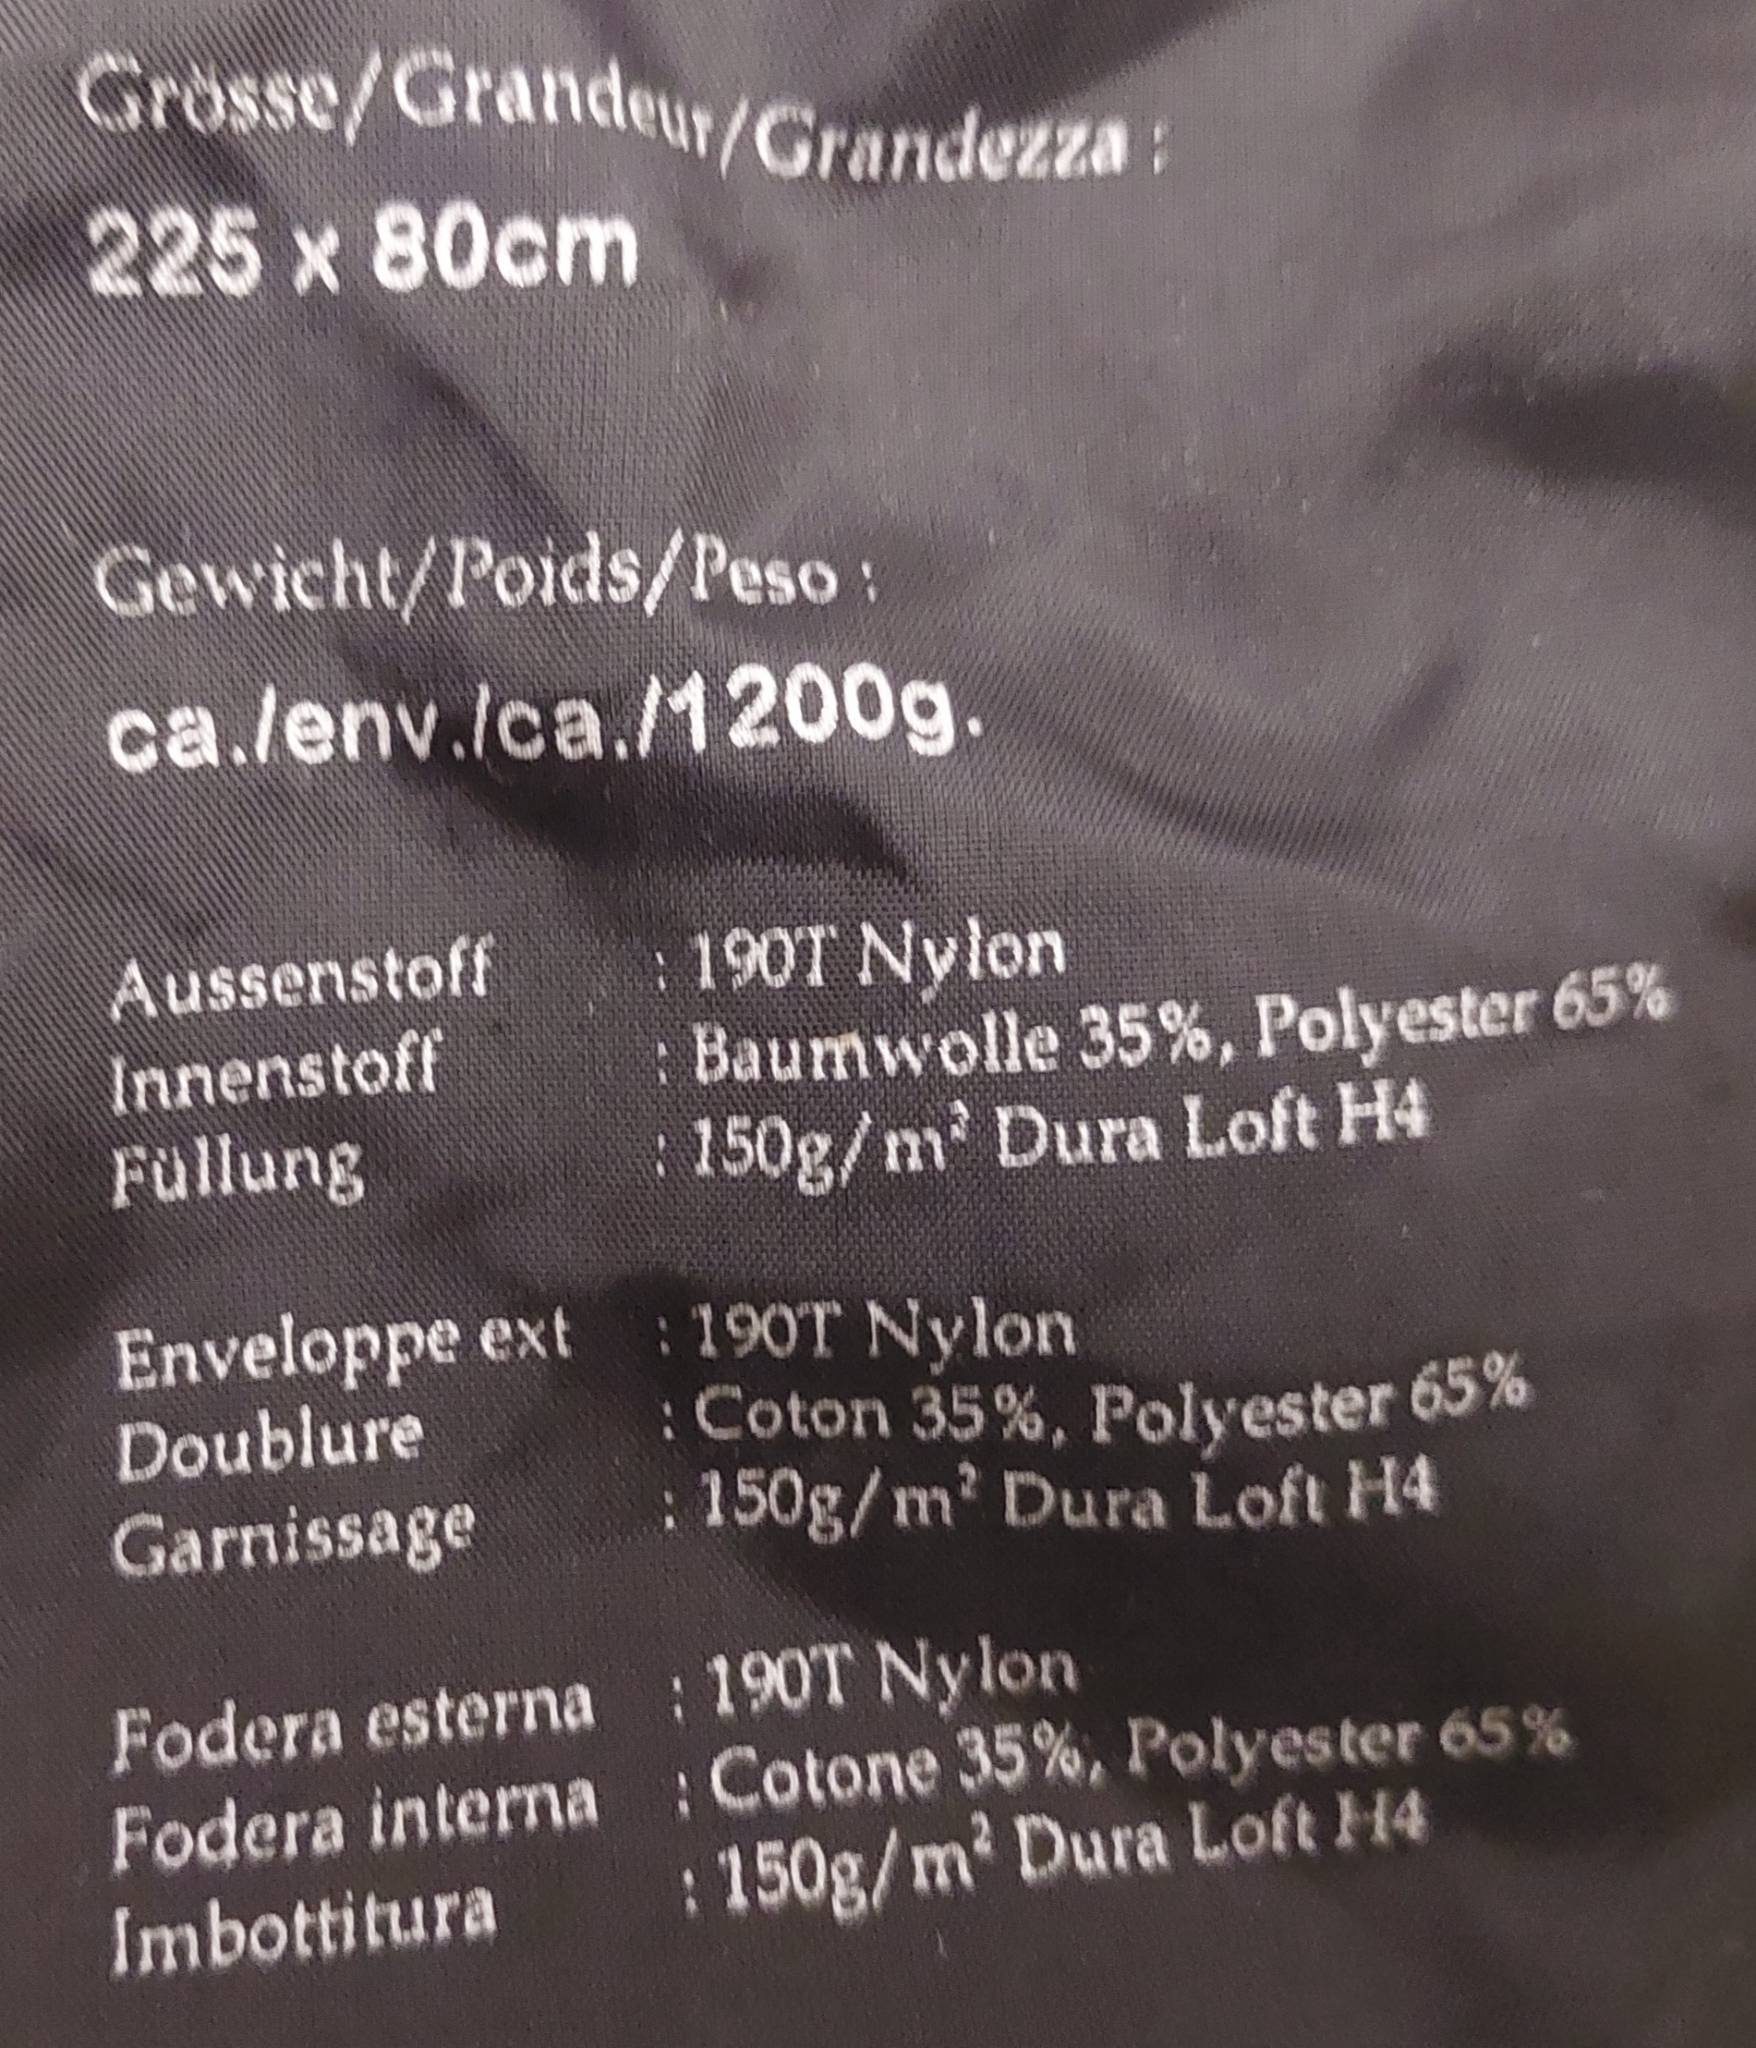 Grösse/Grandeur/Grandezza :
225 x 80cm
Gewicht/Poids/Peso :
ca./env./ca./1200g.
Aussenstoff : 190T Nylon
Innenstoff : Baumwolle 35%, Polyester 65%
Füllung : 150g/m² Dura Loft H4
Enveloppe ext : 190T Nylon
Doublure : Coton 35%, Polyester 65%
Garnissage : 150g/m² Dura Loft H4
Fodera esterna : 190T Nylon
Fodera interna : Cotone 35%, Polyester 65%
Imbottitura : 150g/m² Dura Loft H4